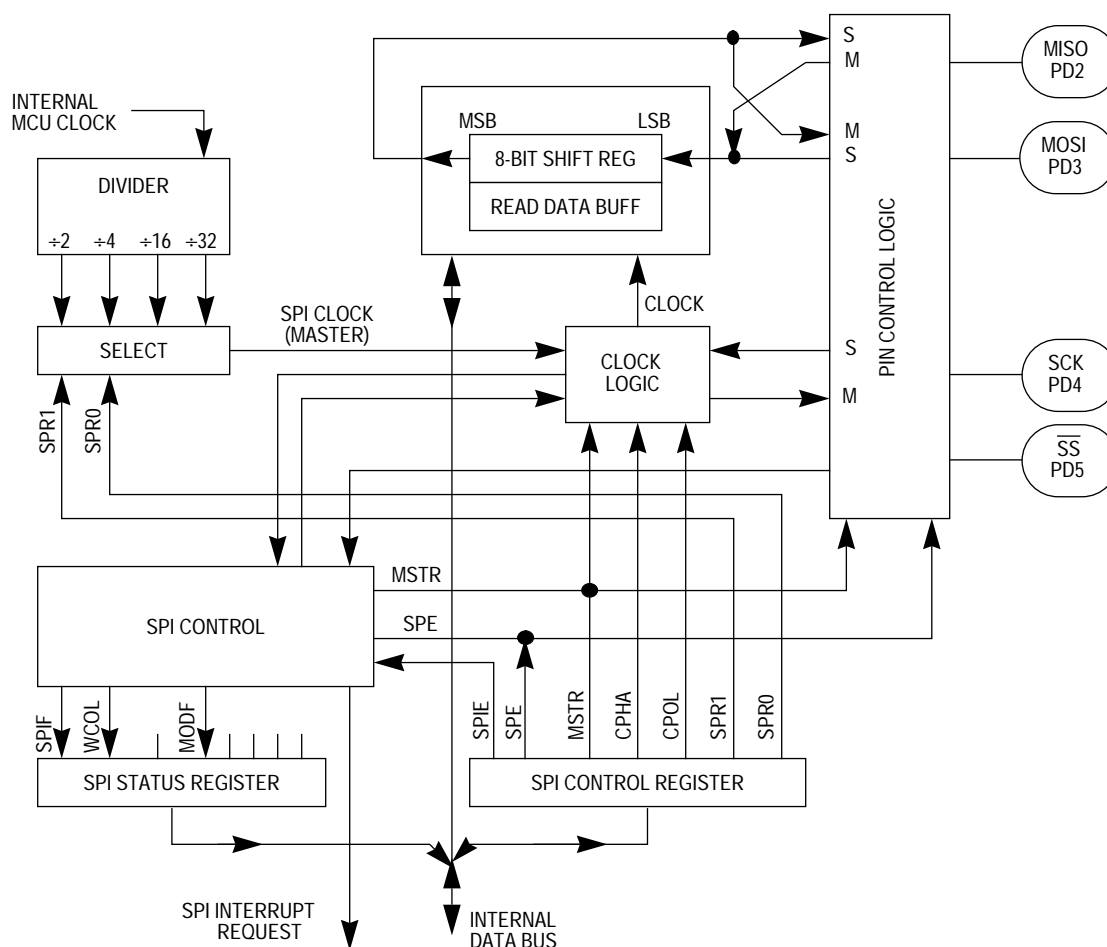 INTERNAL
MCU CLOCK
DIVIDER
÷2 ÷4 ÷16 ÷32
SELECT
SPI CLOCK
(MASTER)
SPR1
SPR0
MSB LSB
8-BIT SHIFT REG
READ DATA BUFF
CLOCK
CLOCK
LOGIC
S
M
M
S
S
M
PIN CONTROL LOGIC
MISO
PD2
MOSI
PD3
SCK
PD4
S̅S̅
PD5
SPI CONTROL
MSTR
SPE
SPIF
WCOL
MODF
SPI STATUS REGISTER
SPIE
SPE
MSTR
CPHA
CPOL
SPR1
SPR0
SPI CONTROL REGISTER
SPI INTERRUPT
REQUEST
INTERNAL
DATA BUS